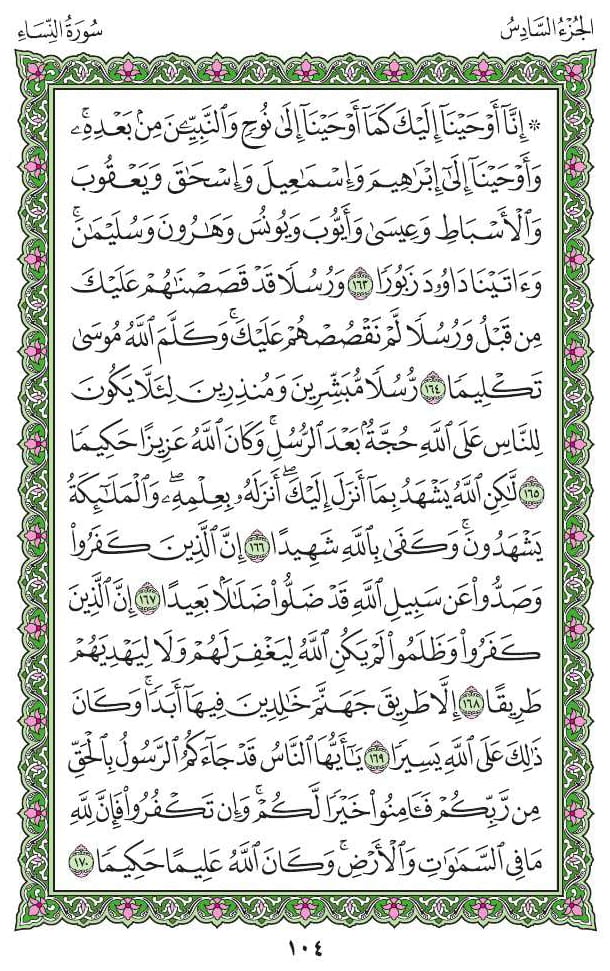 الجُزْءُ السَّادِسُ
سُورَةُ النِّسَاءِ
* إِنَّآ أَوْحَيْنَآ إِلَيْكَ كَمَآ أَوْحَيْنَآ إِلَىٰ نُوحٍ وَٱلنَّبِيِّـۧنَ مِنۢ بَعْدِهِۦۚ
وَأَوْحَيْنَآ إِلَىٰٓ إِبْرَٰهِيمَ وَإِسْمَٰعِيلَ وَإِسْحَٰقَ وَيَعْقُوبَ
وَٱلْأَسْبَاطِ وَعِيسَىٰ وَأَيُّوبَ وَيُونُسَ وَهَٰرُونَ وَسُلَيْمَٰنَۚ
وَءَاتَيْنَا دَاوُۥدَ زَبُورًا ١٦٣ وَرُسُلًا قَدْ قَصَصْنَٰهُمْ عَلَيْكَ
مِن قَبْلُ وَرُسُلًا لَّمْ نَقْصُصْهُمْ عَلَيْكَۚ وَكَلَّمَ ٱللَّهُ مُوسَىٰ
تَكْلِيمًا ١٦٤ رُّسُلًا مُّبَشِّرِينَ وَمُنذِرِينَ لِئَلَّا يَكُونَ
لِلنَّاسِ عَلَى ٱللَّهِ حُجَّةٌۢ بَعْدَ ٱلرُّسُلِۚ وَكَانَ ٱللَّهُ عَزِيزًا حَكِيمًا
١٦٥ لَّٰكِنِ ٱللَّهُ يَشْهَدُ بِمَآ أَنزَلَ إِلَيْكَۖ أَنزَلَهُۥ بِعِلْمِهِۦۖ وَٱلْمَلَٰٓئِكَةُ
يَشْهَدُونَۚ وَكَفَىٰ بِٱللَّهِ شَهِيدًا ١٦٦ إِنَّ ٱلَّذِينَ كَفَرُوا۟
وَصَدُّوا۟ عَن سَبِيلِ ٱللَّهِ قَدْ ضَلُّوا۟ ضَلَٰلًۢا بَعِيدًا ١٦٧ إِنَّ ٱلَّذِينَ
كَفَرُوا۟ وَظَلَمُوا۟ لَمْ يَكُنِ ٱللَّهُ لِيَغْفِرَ لَهُمْ وَلَا لِيَهْدِيَهُمْ
طَرِيقًا ١٦٨ إِلَّا طَرِيقَ جَهَنَّمَ خَٰلِدِينَ فِيهَآ أَبَدًاۚ وَكَانَ
ذَٰلِكَ عَلَى ٱللَّهِ يَسِيرًا ١٦٩ يَٰٓأَيُّهَا ٱلنَّاسُ قَدْ جَآءَكُمُ ٱلرَّسُولُ بِٱلْحَقِّ
مِن رَّبِّكُمْ فَـَٔامِنُوا۟ خَيْرًا لَّكُمْۚ وَإِن تَكْفُرُوا۟ فَإِنَّ لِلَّهِ
مَا فِى ٱلسَّمَٰوَٰتِ وَٱلْأَرْضِۚ وَكَانَ ٱللَّهُ عَلِيمًا حَكِيمًا ١٧٠
١٠٤